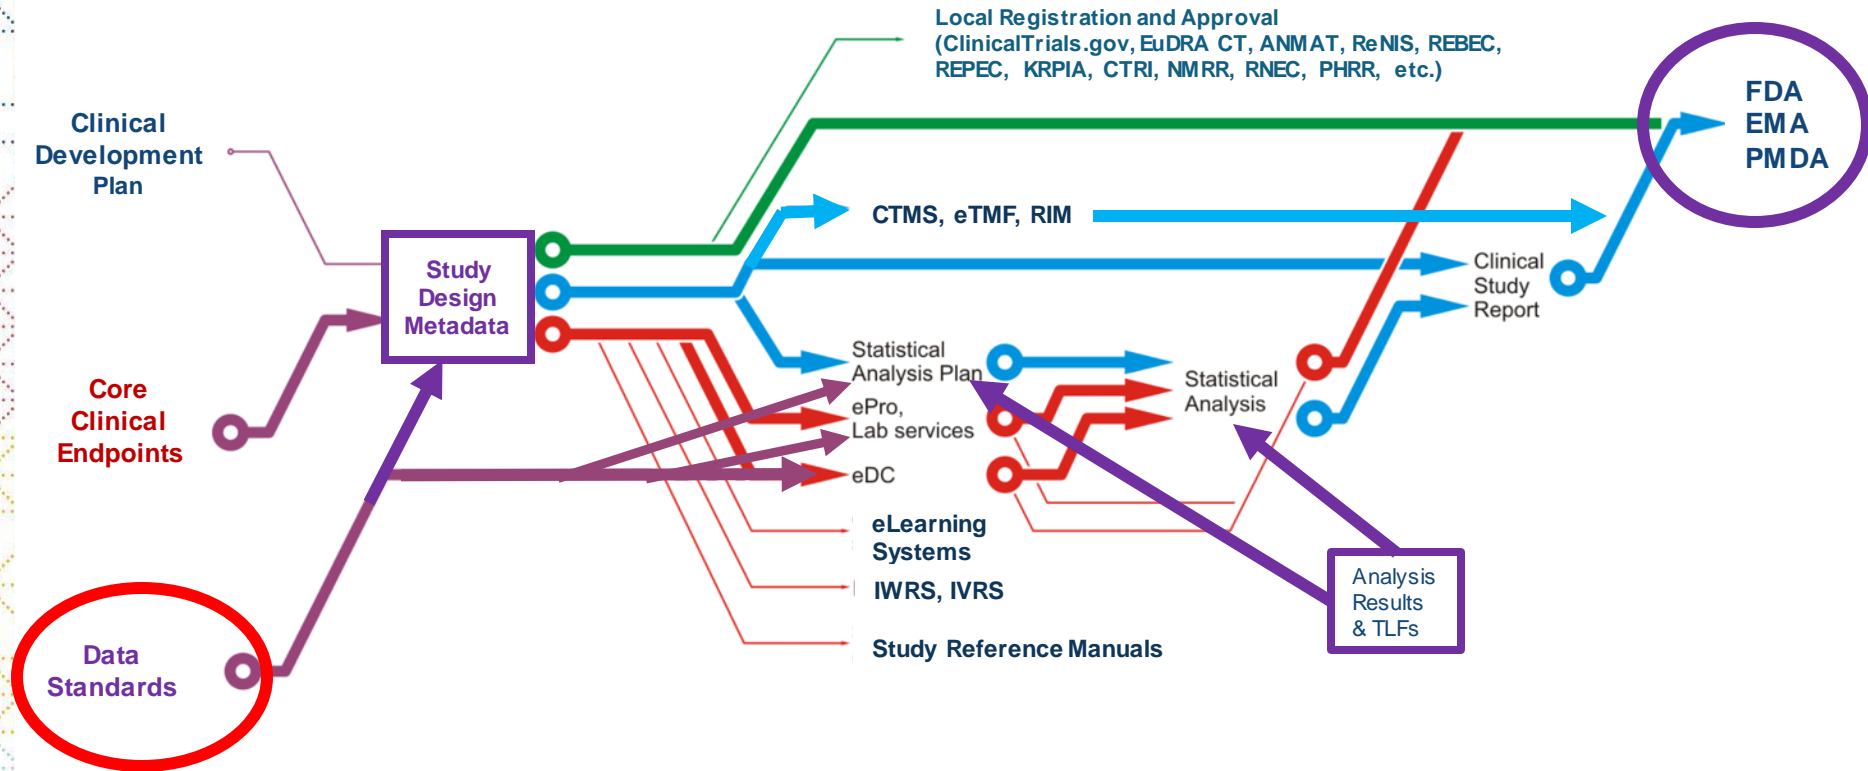 Local Registration and Approval
(ClinicalTrials.gov, EuDRA CT, ANMAT, ReNIS, REBEC,
REPEC, KRPIA, CTRI, NMRR, RNEC, PHRR, etc.)
FDA
EMA
PMDA
Clinical
Development
Plan
CTMS, eTMF, RIM
Study
Design
Metadata
Clinical
Study
Report
Statistical
Analysis Plan
Statistical
Analysis
Core
Clinical
Endpoints
ePro,
Lab services
eDC
eLearning
Systems
IWRS, IVRS
Study Reference Manuals
Analysis
Results
& TLFs
Data
Standards